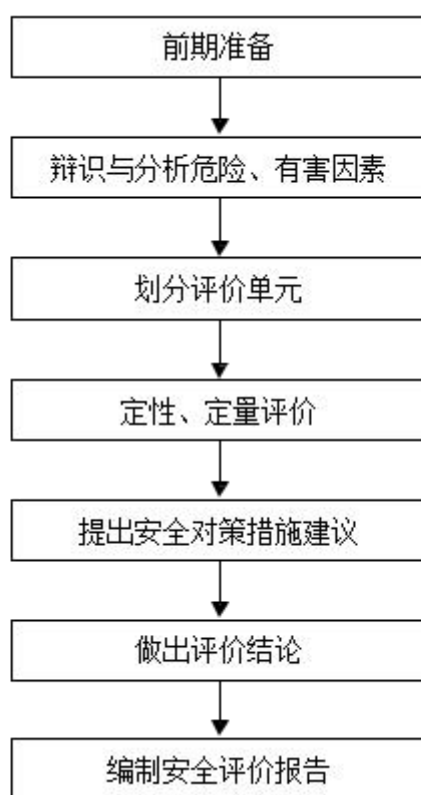 前期准备
辩识与分析危险、有害因素
划分评价单元
定性、定量评价
提出安全对策措施建议
做出评价结论
编制安全评价报告